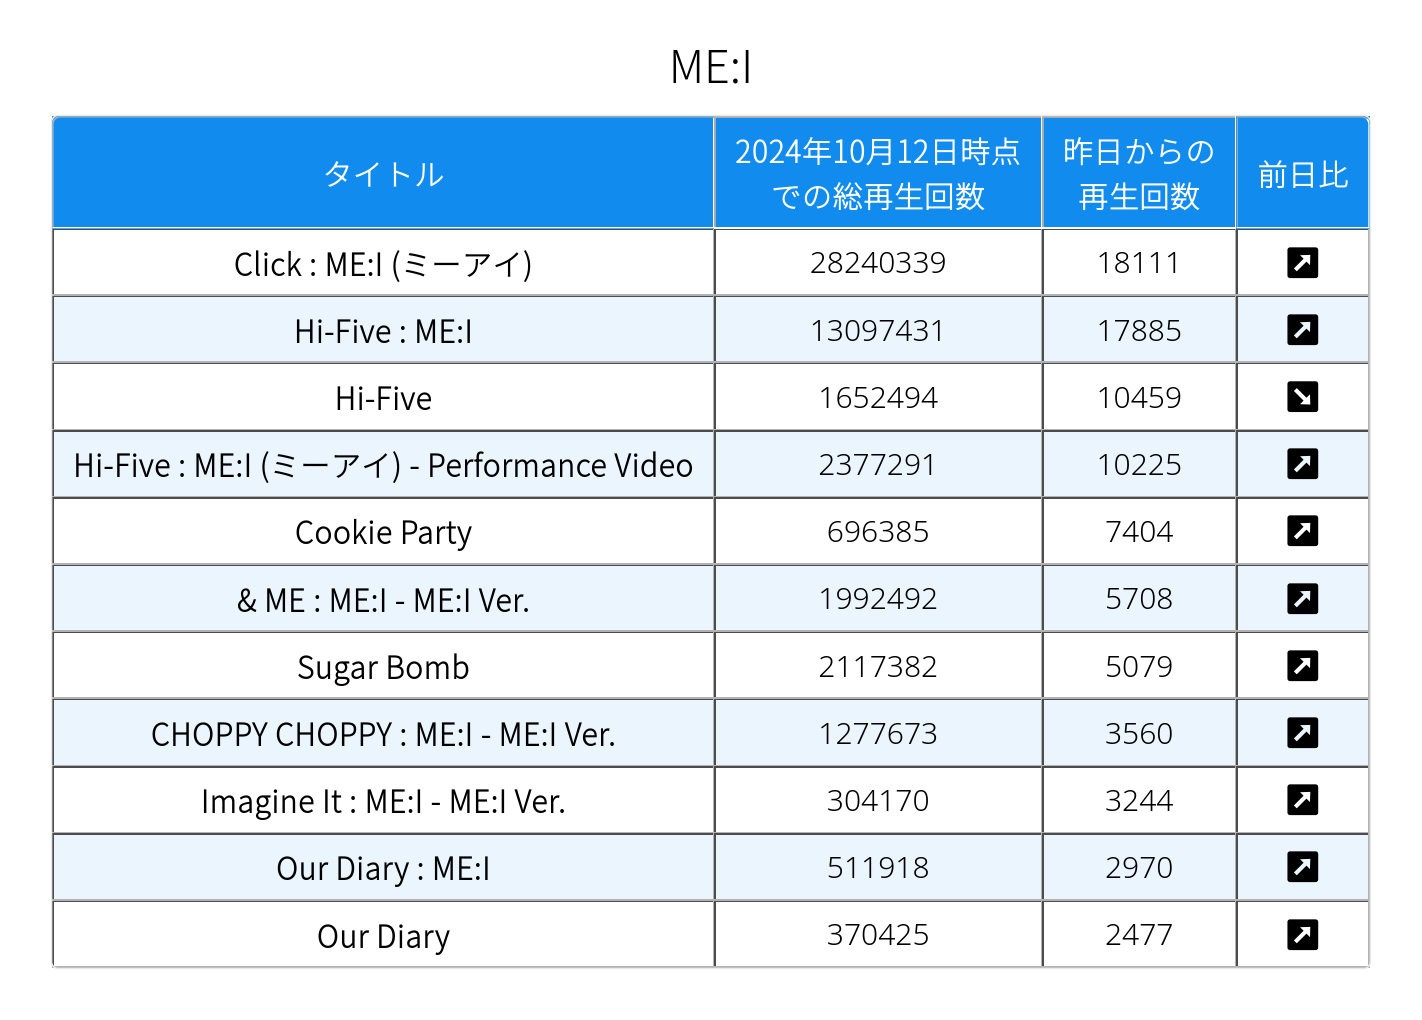 ME:I
タイトル
2024年10月12日時点
での総再生回数
昨日からの
再生回数
前日比
Click : ME:I (ミーアイ) 28240339 18111
Hi-Five : ME:I 13097431 17885
Hi-Five 1652494 10459
Hi-Five : ME:I (ミーアイ) - Performance Video 2377291 10225
Cookie Party 696385 7404
& ME : ME:I - ME:I Ver. 1992492 5708
Sugar Bomb 2117382 5079
CHOPPY CHOPPY : ME:I - ME:I Ver. 1277673 3560
Imagine It : ME:I - ME:I Ver. 304170 3244
Our Diary : ME:I 511918 2970
Our Diary 370425 2477